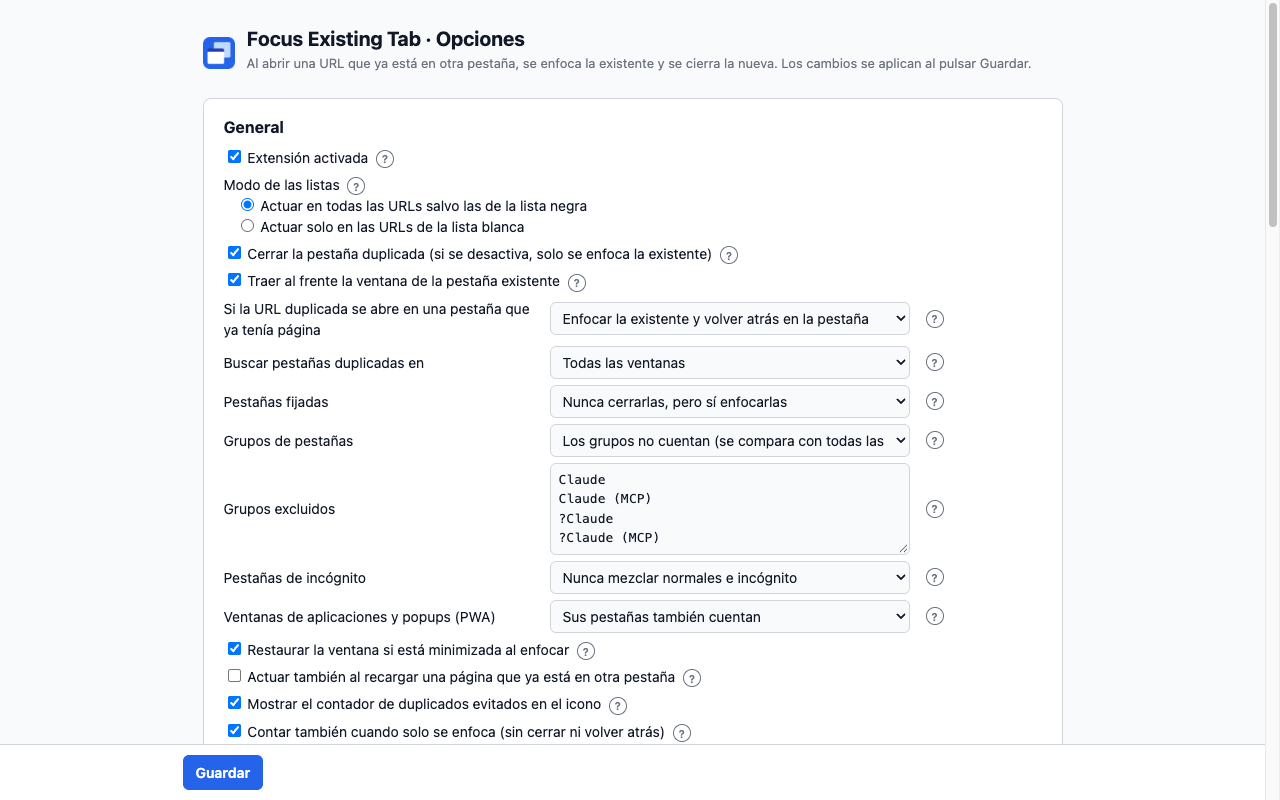 Focus Existing Tab · Opciones
Al abrir una URL que ya está en otra pestaña, se enfoca la existente y se cierra la nueva. Los cambios se aplican al pulsar Guardar.
General
Extensión activada ?
Modo de las listas ?
Actuar en todas las URLs salvo las de la lista negra
Actuar solo en las URLs de la lista blanca
Cerrar la pestaña duplicada (si se desactiva, solo se enfoca la existente) ?
Traer al frente la ventana de la pestaña existente ?
Si la URL duplicada se abre en una pestaña que
ya tenía página
Enfocar la existente y volver atrás en la pestaña ?
Buscar pestañas duplicadas en
Todas las ventanas ?
Pestañas fijadas
Nunca cerrarlas, pero sí enfocarlas ?
Grupos de pestañas
Los grupos no cuentan (se compara con todas las ?
Grupos excluidos
Claude
Claude (MCP)
?Claude
?Claude (MCP)
?
Pestañas de incógnito
Nunca mezclar normales e incógnito ?
Ventanas de aplicaciones y popups (PWA)
Sus pestañas también cuentan ?
Restaurar la ventana si está minimizada al enfocar ?
Actuar también al recargar una página que ya está en otra pestaña ?
Mostrar el contador de duplicados evitados en el icono ?
Contar también cuando solo se enfoca (sin cerrar ni volver atrás) ?
Guardar